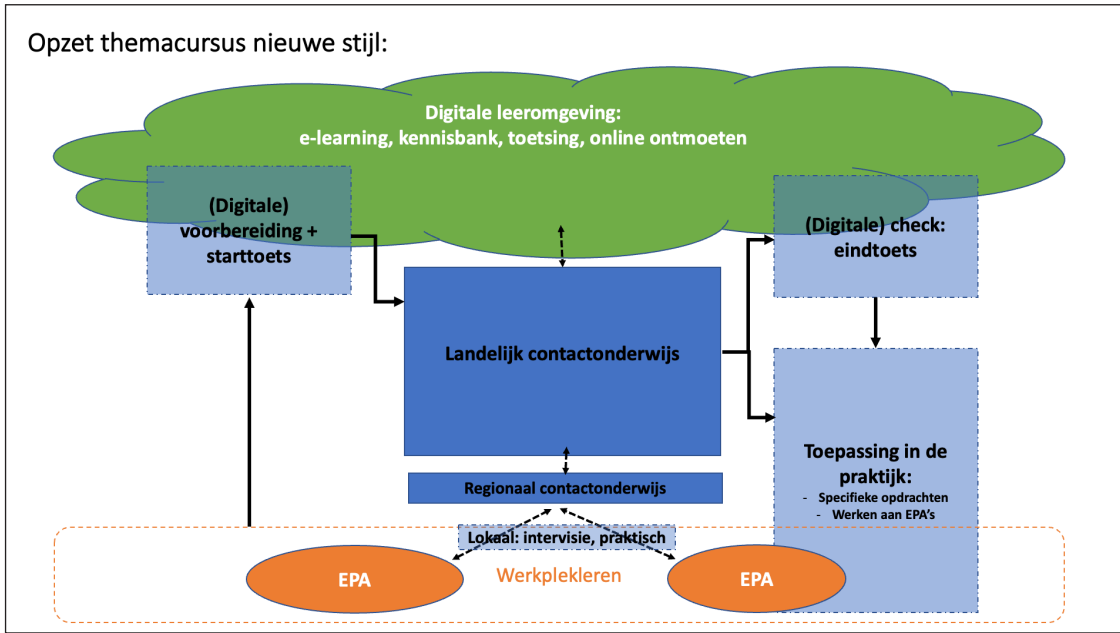 Opzet themacursus nieuwe stijl:
Digitale leeromgeving:
e-learning, kennisbank, toetsing, online ontmoeten
(Digitale)
voorbereiding +
starttoets
(Digitale) check:
eindtoets
Landelijk contactonderwijs
Toepassing in de
praktijk:
- Specifieke opdrachten
- Werken aan EPA's
Regionaal contactonderwijs
Lokaal: intervisie, praktisch
EPA
Werkplekleren
EPA